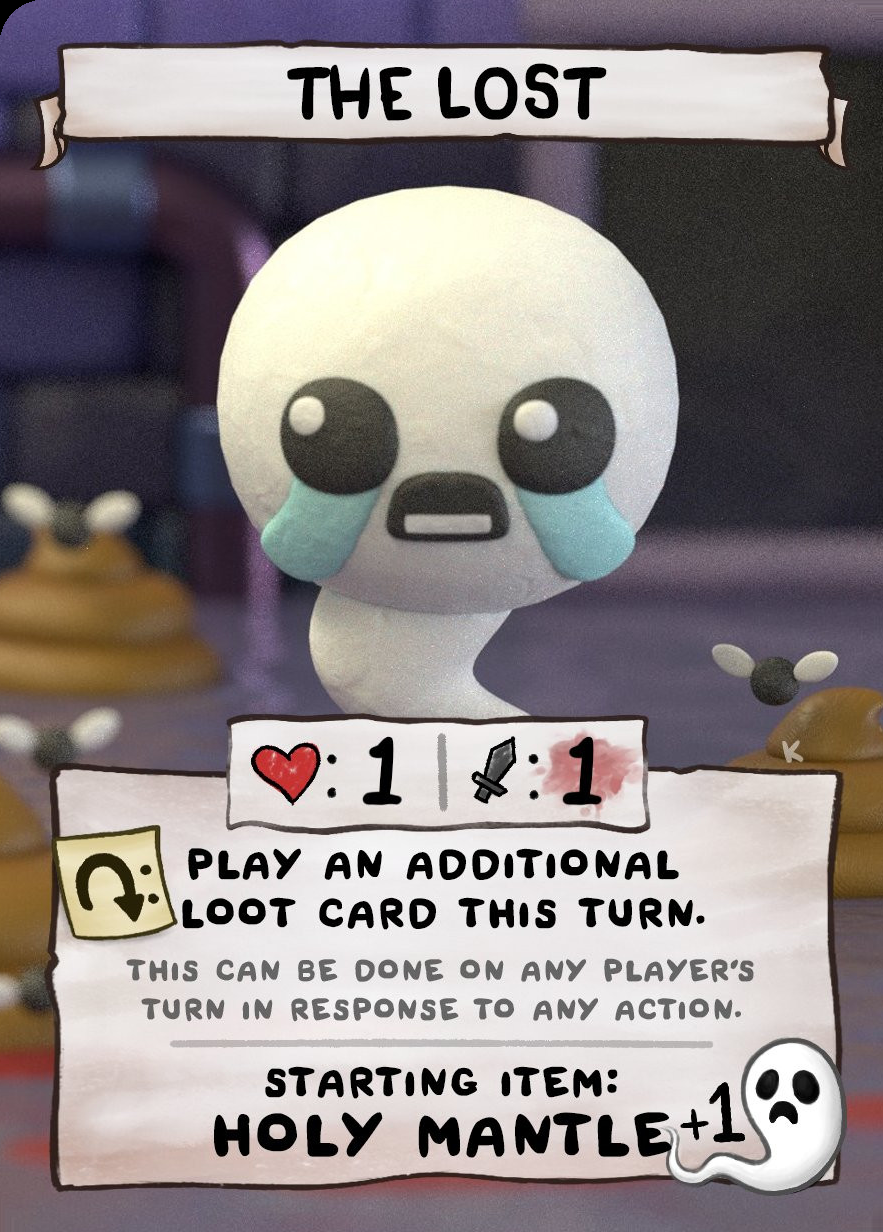 THE LOST
: 1 | : 1
K
PLAY AN ADDITIONAL
LOOT CARD THIS TURN.
THIS CAN BE DONE ON ANY PLAYER'S
TURN IN RESPONSE TO ANY ACTION.
STARTING ITEM:
HOLY MANTLE
+1